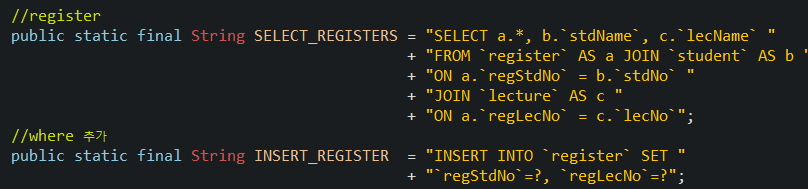 //register
public static final String SELECT_REGISTERS = "SELECT a.*, b.`stdName`, c.`lecName` "
+ "FROM `register` AS a JOIN `student` AS b "
+ "ON a.`regStdNo` = b.`stdNo` "
+ "JOIN `lecture` AS c "
+ "ON a.`regLecNo` = c.`lecNo`";
//where 추가
public static final String INSERT_REGISTER = "INSERT INTO `register` SET "
+ "`regStdNo`=?, `regLecNo`=?";